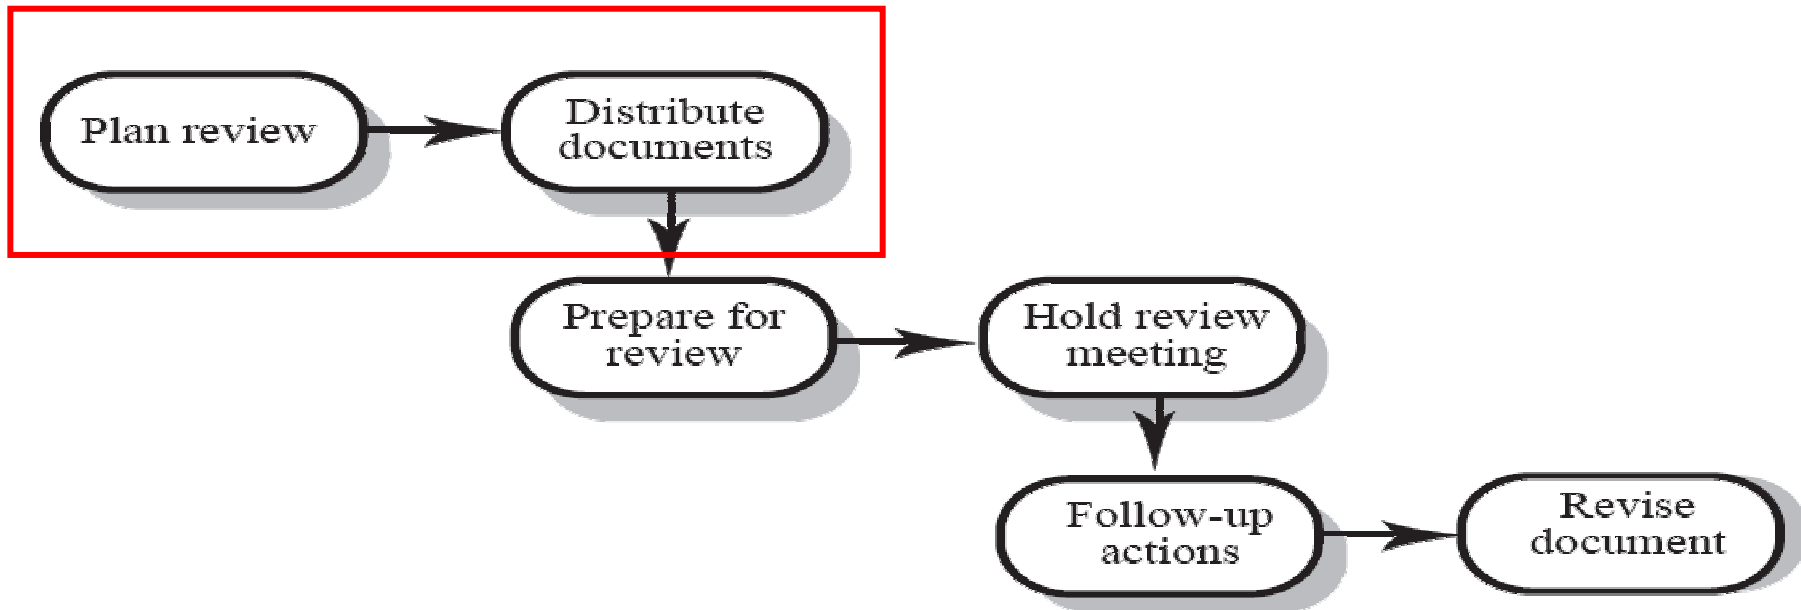 Plan review
Distribute
documents
Prepare for
review
Hold review
meeting
Follow-up
actions
Revise
document